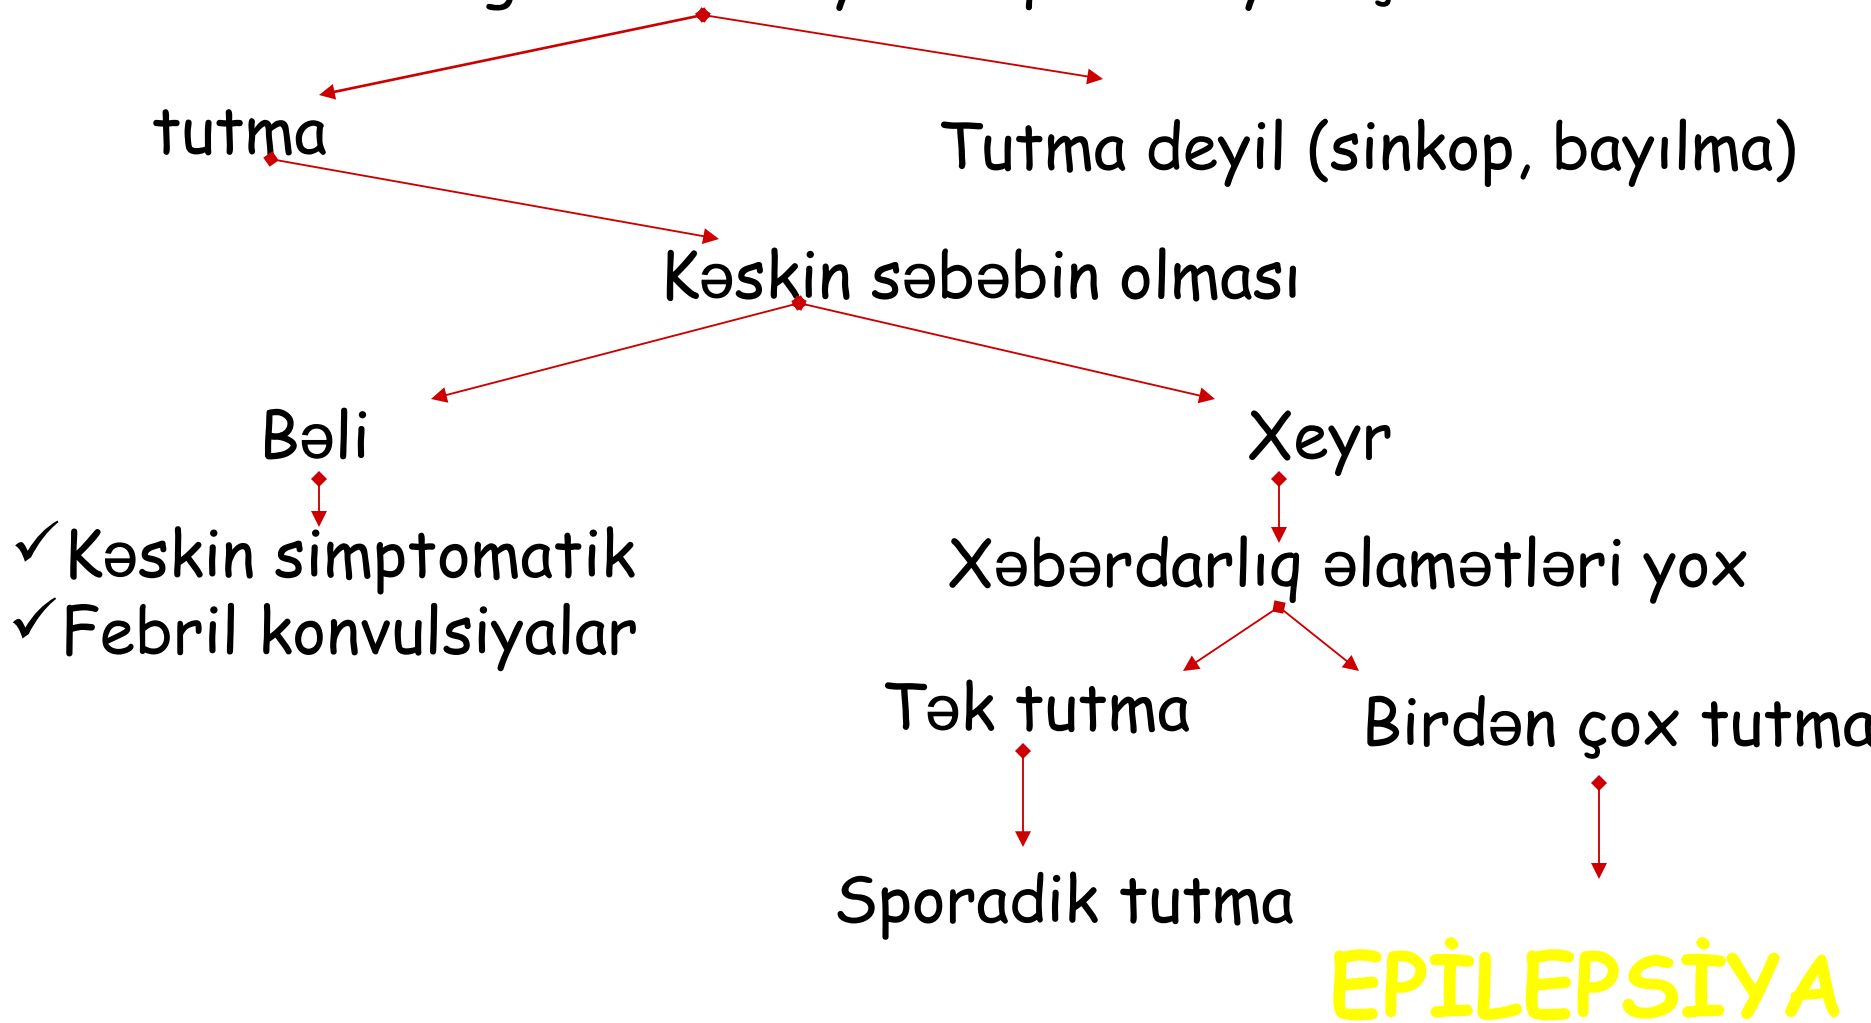 tutma
Tutma deyil (sinkop, bayılma)
Kəskin səbəbin olması
Bəli
Xeyr
Kəskin simptomatik
Febril konvulsiyalar
Xəbərdarlıq əlamətləri yox
Tək tutma
Birdən çox tutma
Sporadik tutma
EPİLEPSİYA